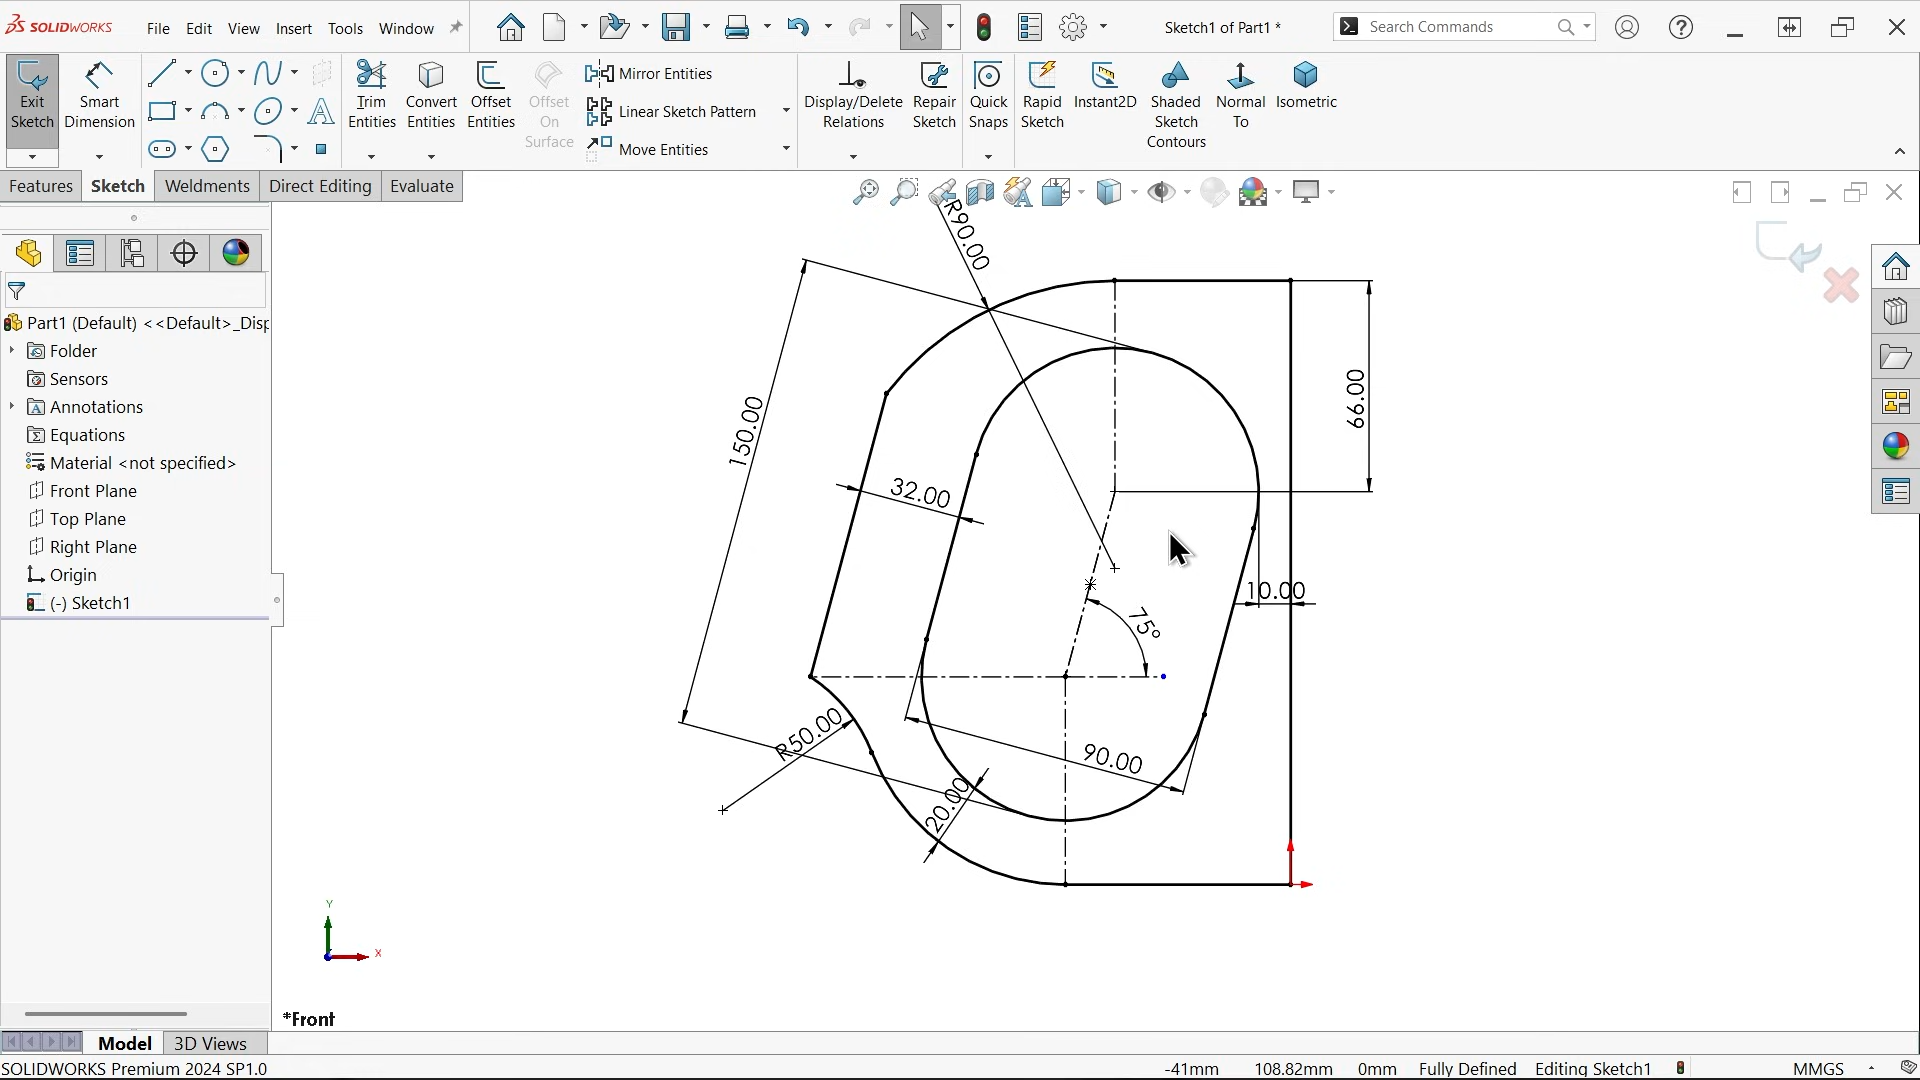 SOLIDWORKS
File Edit View Insert Tools Window
Sketch1 of Part1 *
Search Commands
Exit Sketch
Smart Dimension
Trim Entities
Convert Entities
Offset Entities
Offset On Surface
Mirror Entities
Linear Sketch Pattern
Move Entities
Display/Delete Relations
Repair Sketch
Quick Snaps
Rapid Sketch
Instant2D
Shaded Sketch Contours
Normal To
Isometric
Features Sketch Weldments Direct Editing Evaluate
Part1 (Default) <<Default>_Disp
Folder
Sensors
Annotations
Equations
Material <not specified>
Front Plane
Top Plane
Right Plane
Origin
(-) Sketch1
R90.00
150.00
66.00
32.00
10.00
75°
R50.00
90.00
20.00
Y
X
*Front
Model 3D Views
SOLIDWORKS Premium 2024 SP1.0
-41mm 108.82mm 0mm Fully Defined Editing Sketch1 MMGS